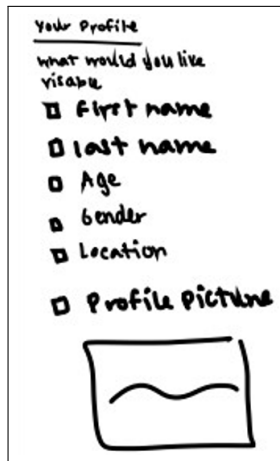 Your Profile
what would you like
visable
First name
last name
Age
Gender
Location
Profile picture